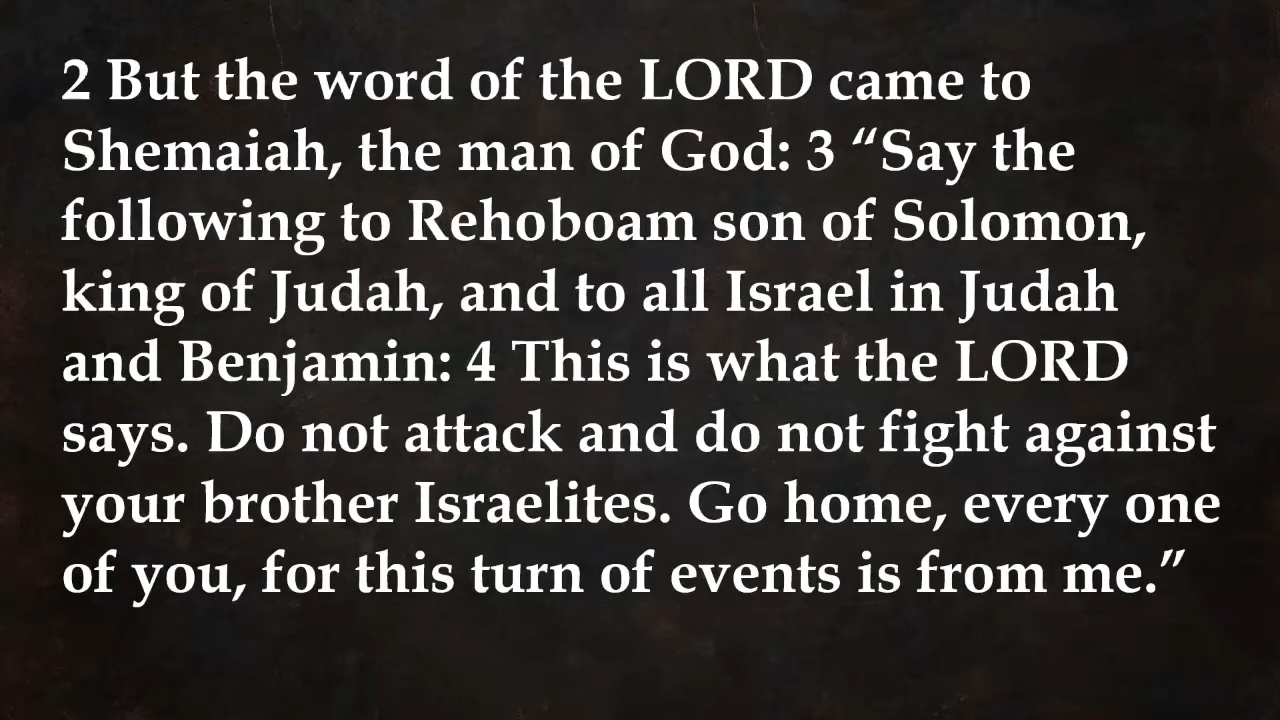 2 But the word of the LORD came to
Shemaiah, the man of God: 3 “Say the
following to Rehoboam son of Solomon,
king of Judah, and to all Israel in Judah
and Benjamin: 4 This is what the LORD
says. Do not attack and do not fight against
your brother Israelites. Go home, every one
of you, for this turn of events is from me.”